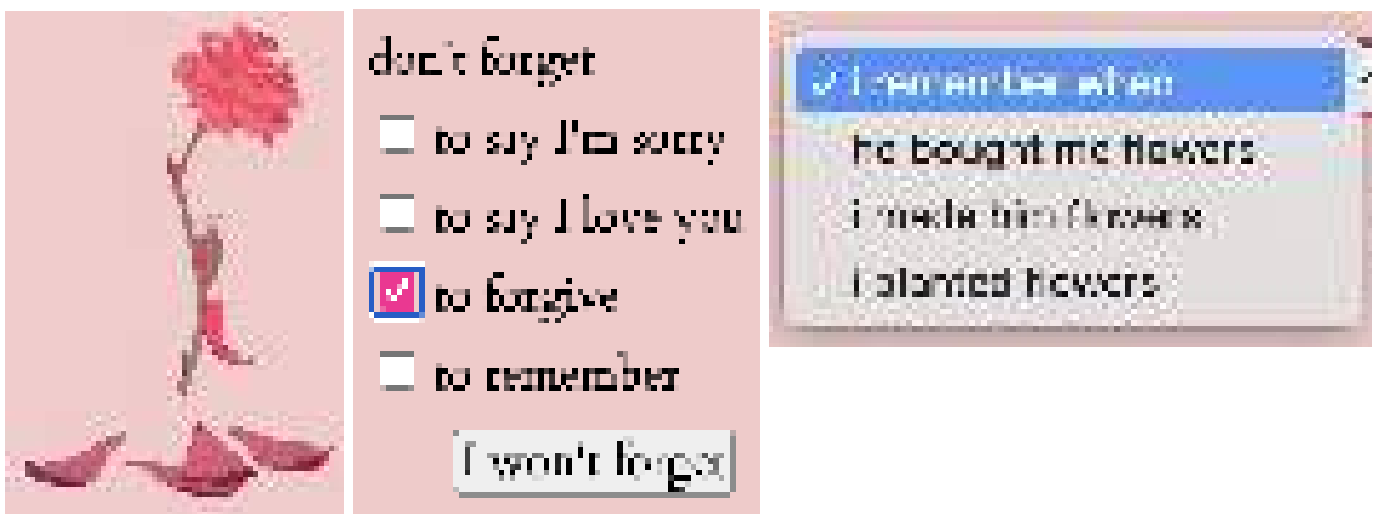 don't forget
to say I'm sorry
to say I love you
to forgive
to remember
I won't forget
i remember when
he bought me flowers
i made him flowers
i planted flowers